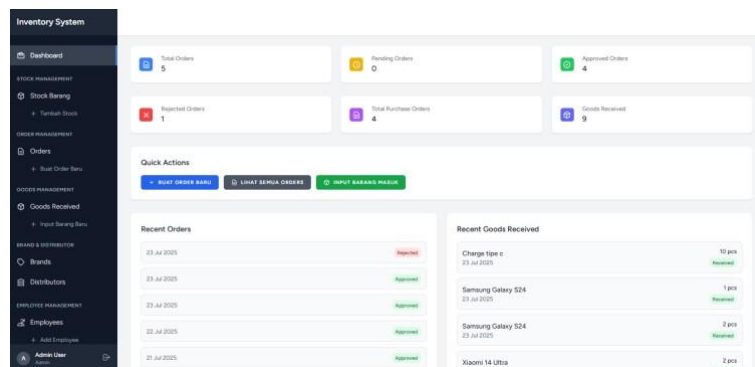 Inventory System
Dashboard
STOCK MANAGEMENT
Stock Barang
+ Tambah Stock
ORDER MANAGEMENT
Orders
+ Buat Order Baru
GOODS MANAGEMENT
Goods Received
+ Input Barang Baru
BRAND & DISTRIBUTOR
Brands
Distributors
EMPLOYEE MANAGEMENT
Employees
+ Add Employee
A
Admin User
Admin
Total Orders
5
Pending Orders
0
Approved Orders
4
Rejected Orders
1
Total Purchase Orders
4
Goods Received
9
Quick Actions
BUAT ORDER BARU
LIHAT SEMUA ORDERS
INPUT BARANG MASUK
Recent Orders
23 Jul 2025
Rejected
23 Jul 2025
Approved
23 Jul 2025
Approved
22 Jul 2025
Approved
21 Jul 2025
Approved
Recent Goods Received
Charge tipe c
10 pcs
23 Jul 2025
Received
Samsung Galaxy S24
1 pcs
23 Jul 2025
Received
Samsung Galaxy S24
2 pcs
23 Jul 2025
Received
Xiaomi 14 Ultra
2 pcs